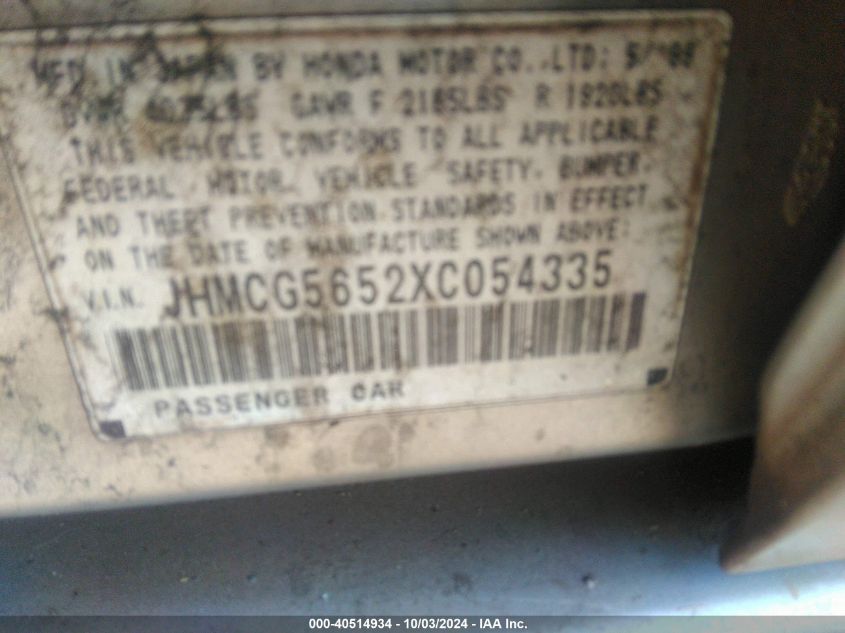 MFD IN JAPAN BY HONDA MOTOR CO.,LTD: 5/
GVWR GAWR F 2185LBS R 1820LBS
THIS VEHICLE CONFORMS TO ALL APPLICABLE
FEDERAL MOTOR VEHICLE SAFETY, BUMPER,
AND THEFT PREVENTION STANDARDS IN EFFECT
ON THE DATE OF MANUFACTURE SHOWN ABOVE:
V.I.N. JHMCG5652XC054335
PASSENGER CAR
000-40514934 - 10/03/2024 - IAA Inc.